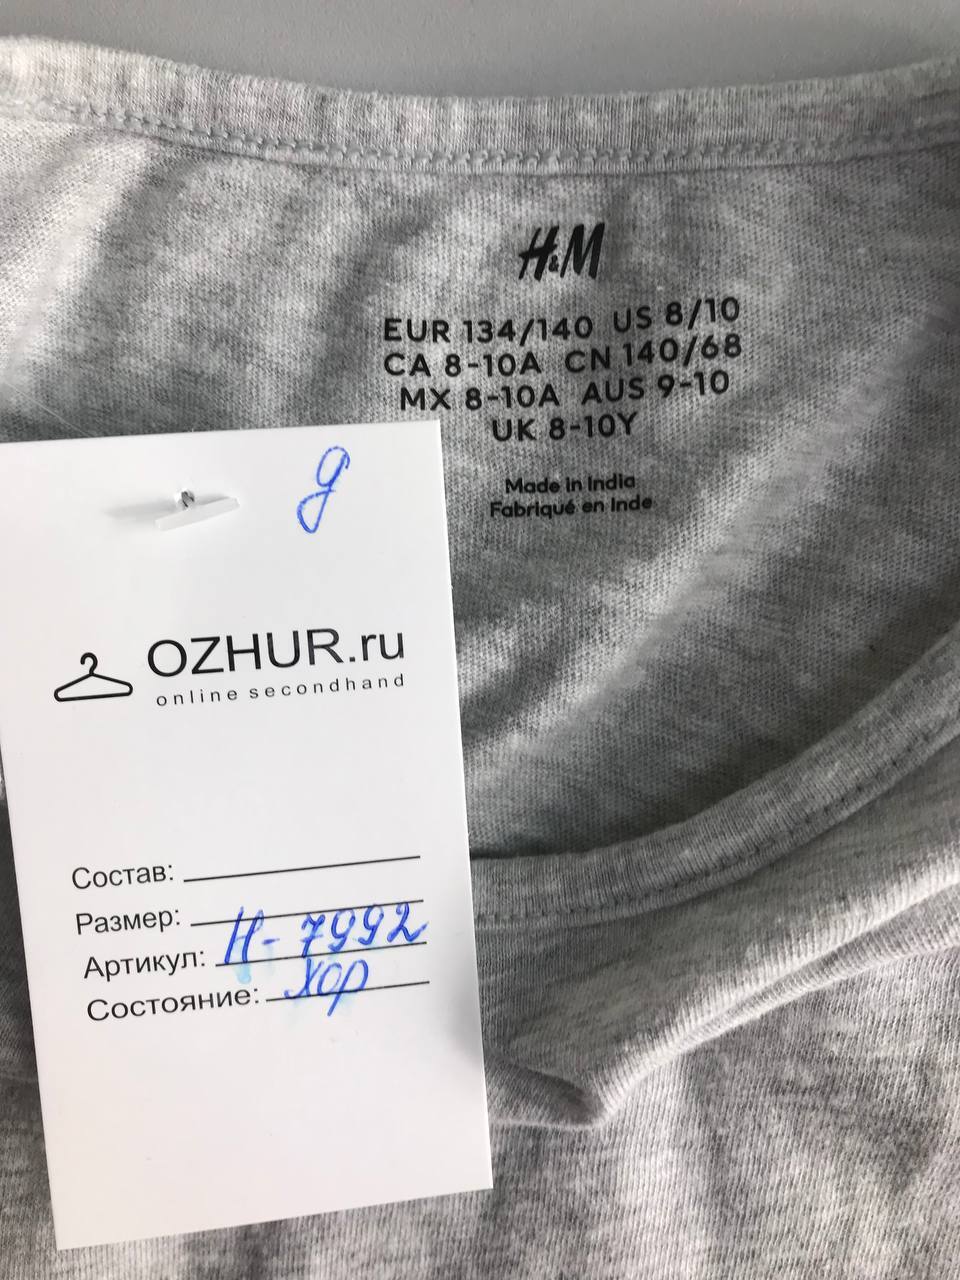 H&M
EUR 134/140 US 8/10
CA 8-10A CN 140/68
MX 8-10A AUS 9-10
UK 8-10Y
Made in India
Fabriqué en Inde
д
OZHUR.ru
online secondhand
Состав:
Размер:
Артикул: Н-7992
Состояние: хор